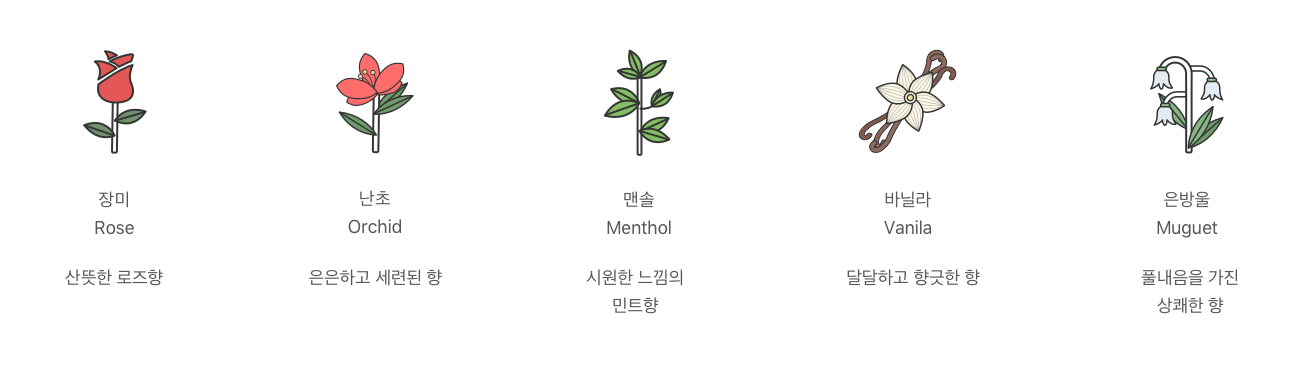 장미
Rose
산뜻한 로즈향
난초
Orchid
은은하고 세련된 향
맨솔
Menthol
시원한 느낌의
민트향
바닐라
Vanila
달달하고 향긋한 향
은방울
Muguet
풀내음을 가진
상쾌한 향